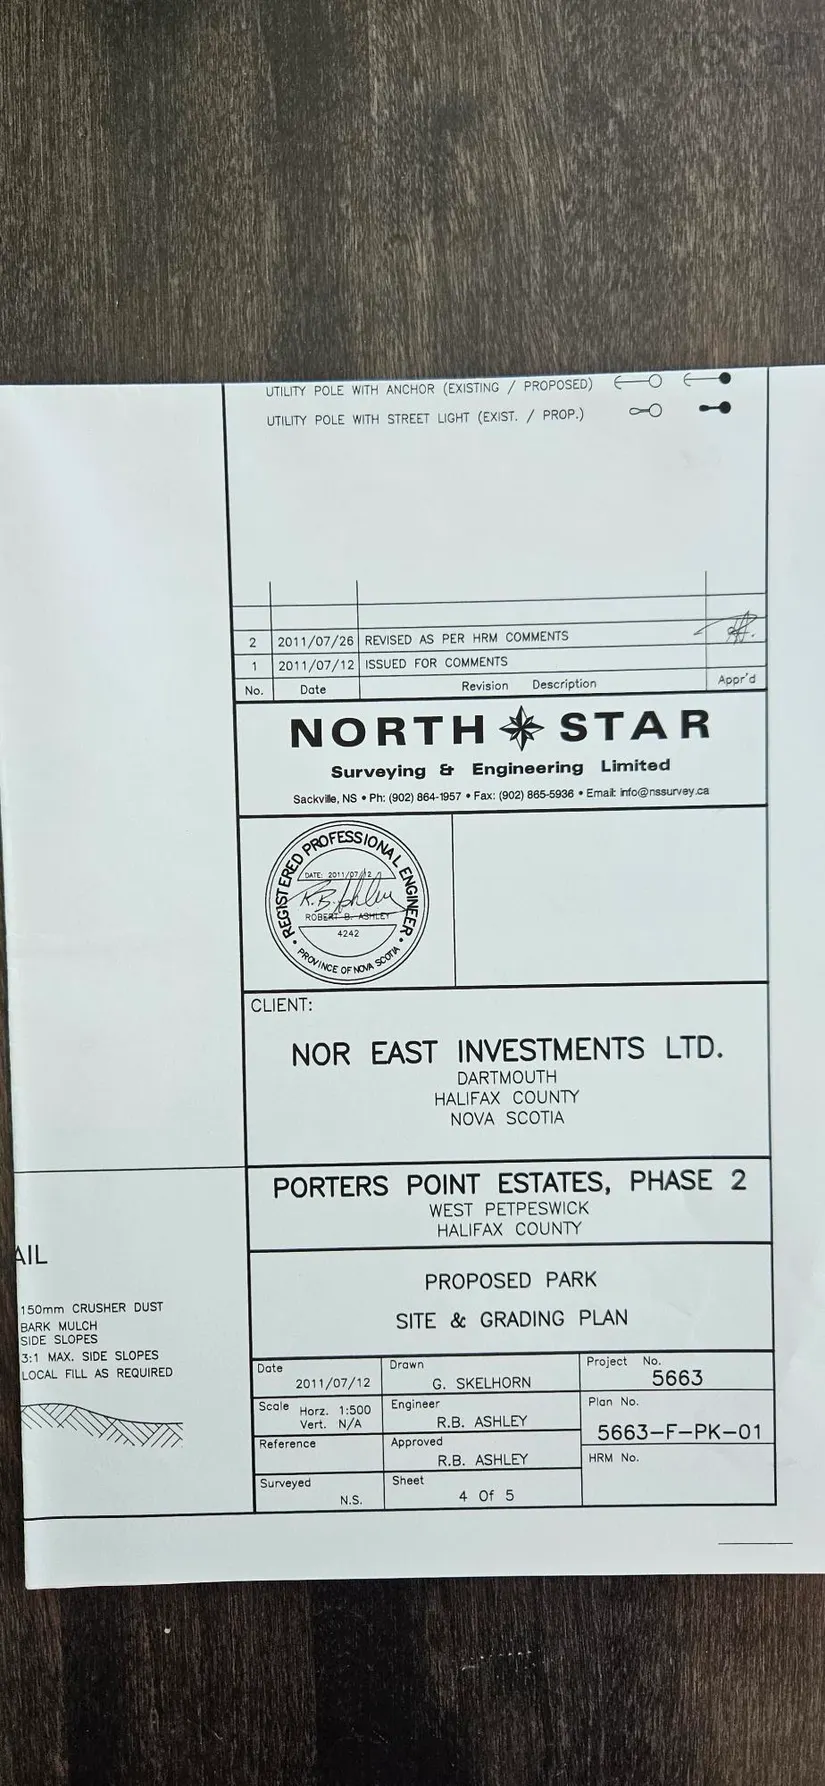 UTILITY POLE WITH ANCHOR (EXISTING / PROPOSED)
UTILITY POLE WITH STREET LIGHT (EXIST. / PROP.)
2 2011/07/26 REVISED AS PER HRM COMMENTS
1 2011/07/12 ISSUED FOR COMMENTS
No. Date Revision Description Appr'd
NORTH STAR
Surveying & Engineering Limited
Sackville, NS • Ph: (902) 864-1957 • Fax: (902) 865-5936 • Email: info@nssurvey.ca
REGISTERED PROFESSIONAL ENGINEER
DATE: 2011/07/12
R.B. Ashley
ROBERT B. ASHLEY
4242
PROVINCE OF NOVA SCOTIA
CLIENT:
NOR EAST INVESTMENTS LTD.
DARTMOUTH
HALIFAX COUNTY
NOVA SCOTIA
PORTERS POINT ESTATES, PHASE 2
WEST PETPESWICK
HALIFAX COUNTY
PROPOSED PARK
SITE & GRADING PLAN
AIL
150mm CRUSHER DUST
BARK MULCH
SIDE SLOPES
3:1 MAX. SIDE SLOPES
LOCAL FILL AS REQUIRED
Date 2011/07/12
Drawn G. SKELHORN
Project No. 5663
Scale Horz. 1:500
Vert. N/A
Engineer R.B. ASHLEY
Plan No. 5663-F-PK-01
Reference
Approved R.B. ASHLEY
HRM No.
Surveyed N.S.
Sheet 4 Of 5